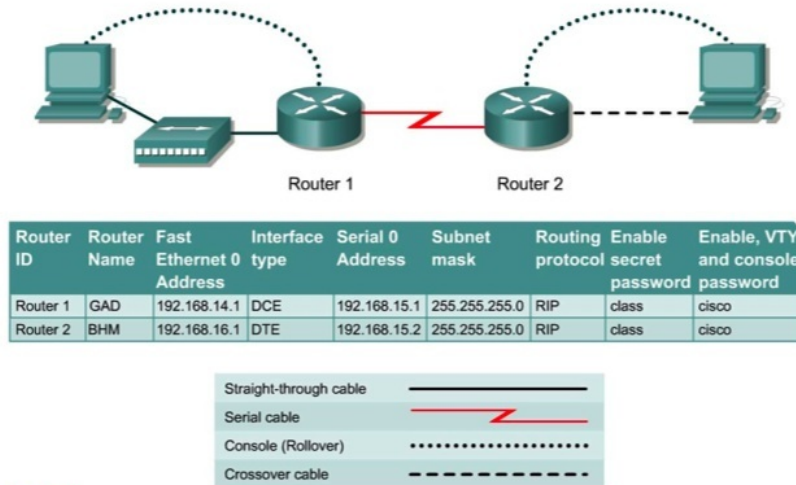 Router 1
Router 2
Router ID
Router Name
Fast Ethernet 0 Address
Interface type
Serial 0 Address
Subnet mask
Routing protocol
Enable secret password
Enable, VTY and console password
Router 1 GAD 192.168.14.1 DCE 192.168.15.1 255.255.255.0 RIP class cisco
Router 2 BHM 192.168.16.1 DTE 192.168.15.2 255.255.255.0 RIP class cisco
Straight-through cable
Serial cable
Console (Rollover)
Crossover cable